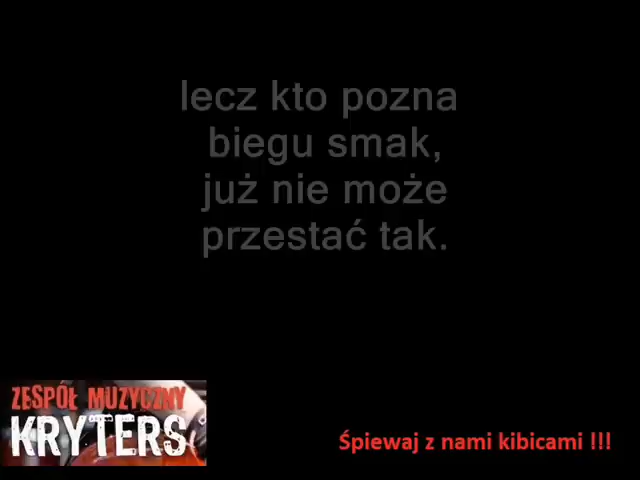 lecz kto pozna
biegu smak,
już nie może
przestać tak.
ZESPÓŁ MUZYCZNY
KRYTERS
Śpiewaj z nami kibicami !!!